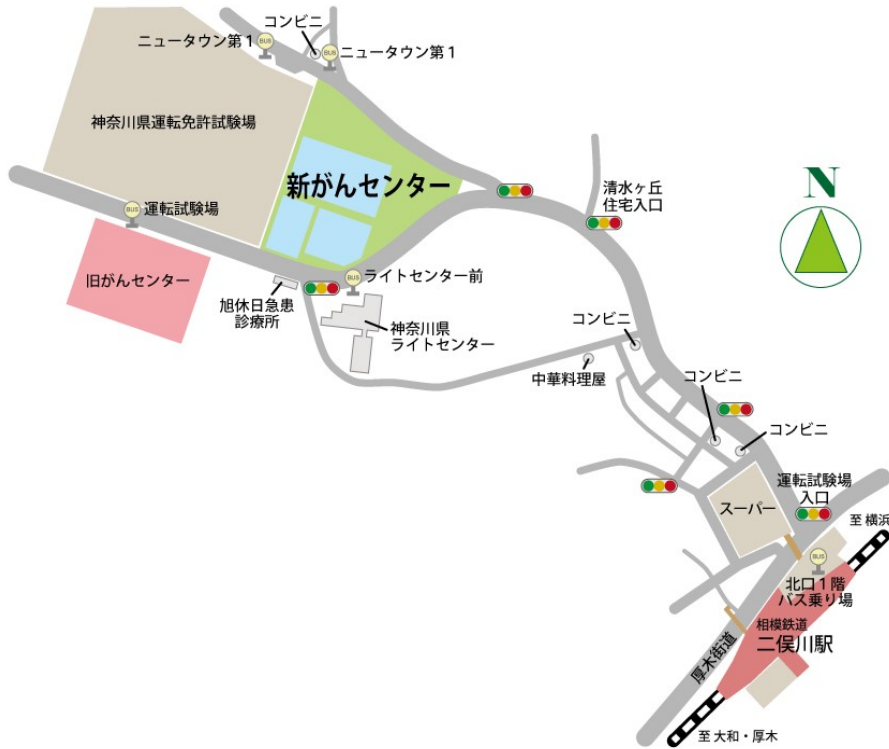 コンビニ
ニュータウン第１
BUS
BUS
ニュータウン第１
神奈川県運転免許試験場
新がんセンター
清水ヶ丘
住宅入口
N
BUS
運転試験場
旧がんセンター
BUS
ライトセンター前
旭休日急患
診療所
神奈川県
ライトセンター
コンビニ
中華料理屋
コンビニ
コンビニ
運転試験場
入口
スーパー
至 横浜
BUS
北口１階
バス乗り場
相模鉄道
二俣川駅
厚木街道
至 大和・厚木